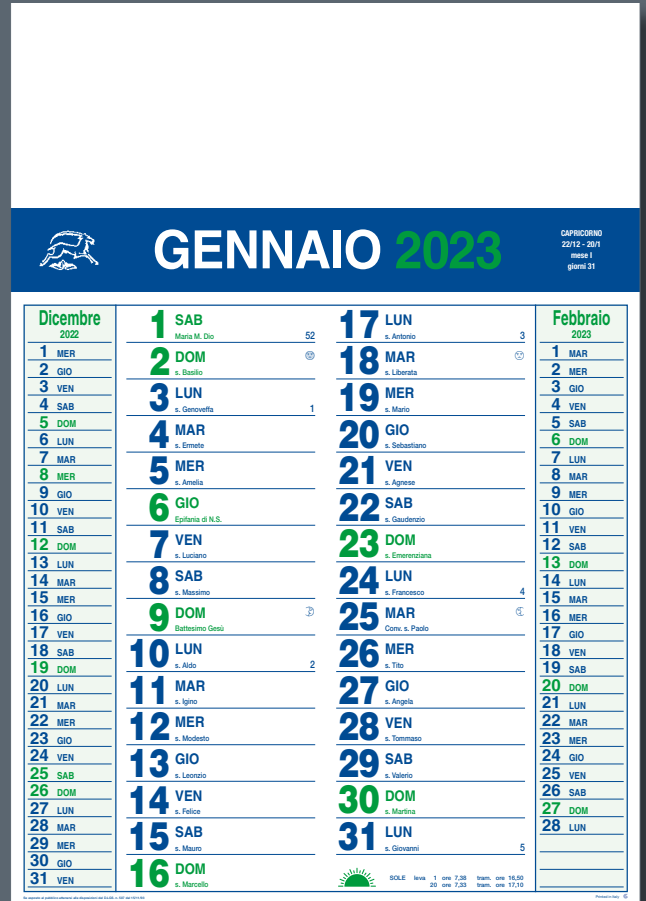 GENNAIO 2023
CAPRICORNO
22/12 - 20/1
mese I
giorni 31
Dicembre
2022
1 MER
2 GIO
3 VEN
4 SAB
5 DOM
6 LUN
7 MAR
8 MER
9 GIO
10 VEN
11 SAB
12 DOM
13 LUN
14 MAR
15 MER
16 GIO
17 VEN
18 SAB
19 DOM
20 LUN
21 MAR
22 MER
23 GIO
24 VEN
25 SAB
26 DOM
27 LUN
28 MAR
29 MER
30 GIO
31 VEN
1 SAB
Maria M. Dio 52
2 DOM
s. Basilio
3 LUN
s. Genoveffa 1
4 MAR
s. Ermete
5 MER
s. Amelia
6 GIO
Epifania di N.S.
7 VEN
s. Luciano
8 SAB
s. Massimo
9 DOM
Battesimo Gesù
10 LUN
s. Aldo 2
11 MAR
s. Igino
12 MER
s. Modesto
13 GIO
s. Leonzio
14 VEN
s. Felice
15 SAB
s. Mauro
16 DOM
s. Marcello
17 LUN
s. Antonio 3
18 MAR
s. Liberata
19 MER
s. Mario
20 GIO
s. Sebastiano
21 VEN
s. Agnese
22 SAB
s. Gaudenzio
23 DOM
s. Emerenziana
24 LUN
s. Francesco 4
25 MAR
Conv. s. Paolo
26 MER
s. Tito
27 GIO
s. Angela
28 VEN
s. Tommaso
29 SAB
s. Valerio
30 DOM
s. Martina
31 LUN
s. Giovanni 5
SOLE leva 1 ore 7,38 tram. ore 16,50
20 ore 7,33 tram. ore 17,10
Febbraio
2023
1 MAR
2 MER
3 GIO
4 VEN
5 SAB
6 DOM
7 LUN
8 MAR
9 MER
10 GIO
11 VEN
12 SAB
13 DOM
14 LUN
15 MAR
16 MER
17 GIO
18 VEN
19 SAB
20 DOM
21 LUN
22 MAR
23 MER
24 GIO
25 VEN
26 SAB
27 DOM
28 LUN
Printed in Italy